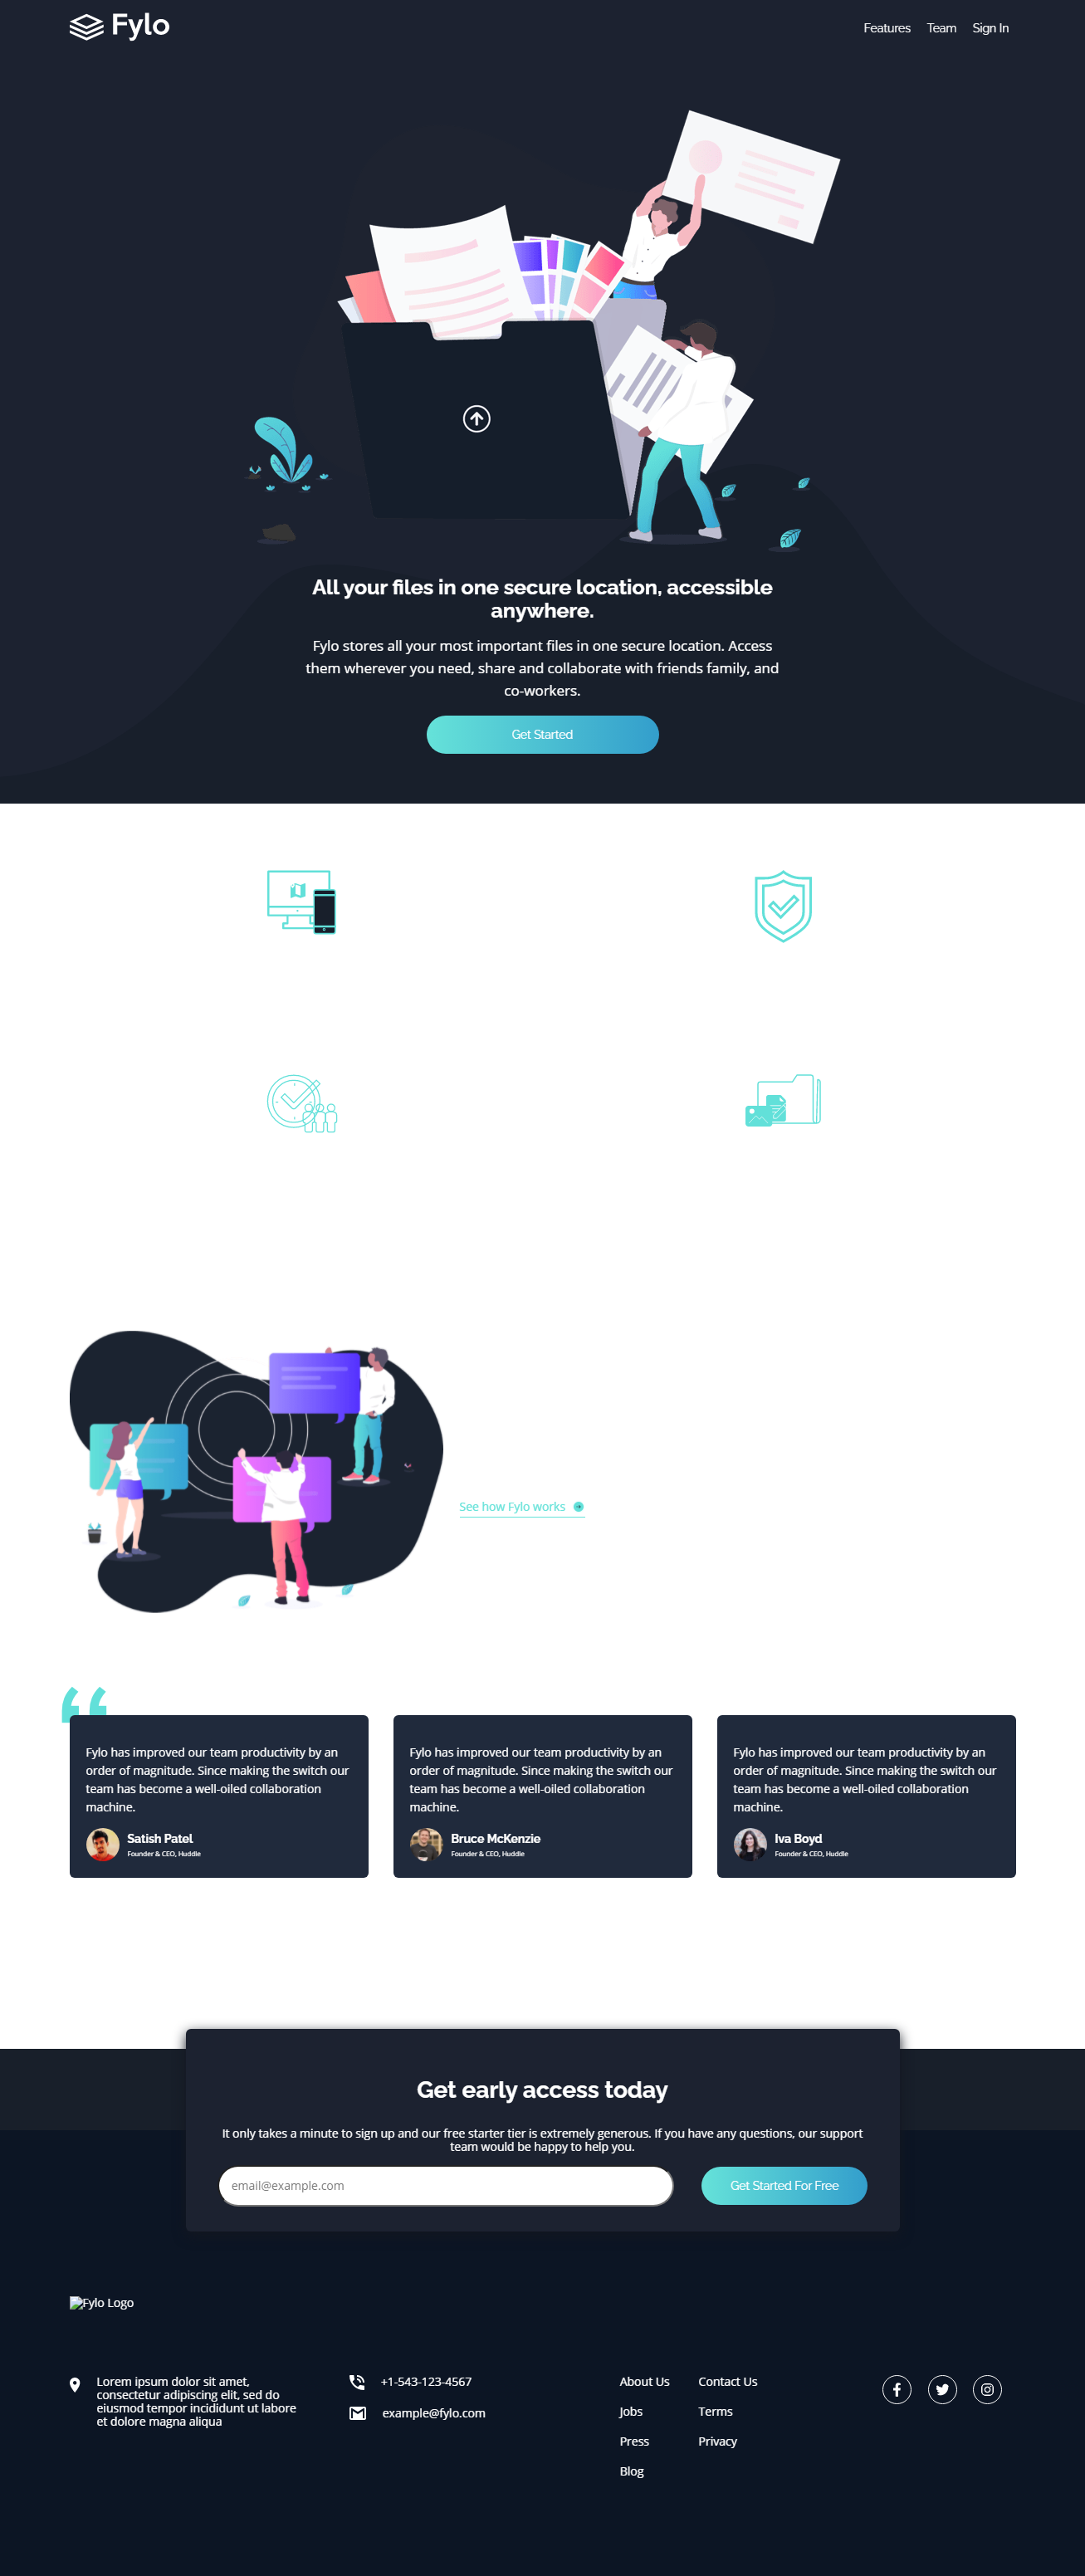 Fylo
Features Team Sign In
All your files in one secure location, accessible
anywhere.
Fylo stores all your most important files in one secure location. Access
them wherever you need, share and collaborate with friends family, and
co-workers.
Get Started
See how Fylo works
Fylo has improved our team productivity by an
order of magnitude. Since making the switch our
team has become a well-oiled collaboration
machine.
Satish Patel
Founder & CEO, Huddle
Fylo has improved our team productivity by an
order of magnitude. Since making the switch our
team has become a well-oiled collaboration
machine.
Bruce McKenzie
Founder & CEO, Huddle
Fylo has improved our team productivity by an
order of magnitude. Since making the switch our
team has become a well-oiled collaboration
machine.
Iva Boyd
Founder & CEO, Huddle
Get early access today
It only takes a minute to sign up and our free starter tier is extremely generous. If you have any questions, our support
team would be happy to help you.
email@example.com
Get Started For Free
Fylo Logo
Lorem ipsum dolor sit amet,
consectetur adipiscing elit, sed do
eiusmod tempor incididunt ut labore
et dolore magna aliqua
+1-543-123-4567
example@fylo.com
About Us
Jobs
Press
Blog
Contact Us
Terms
Privacy